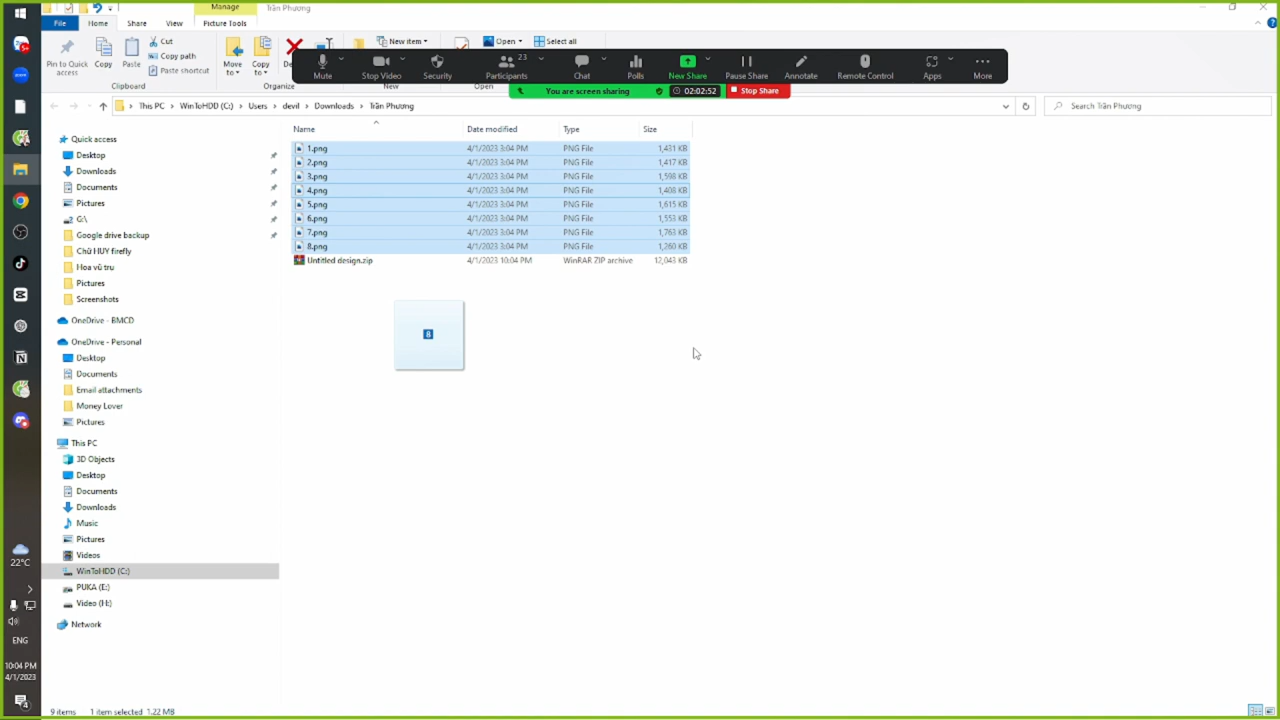 Manage
Trần Phương
File
Home
Share
View
Picture Tools
Pin to Quick access
Copy
Paste
Cut
Copy path
Paste shortcut
Clipboard
Move to
Copy to
Organize
New item
New
Open
Open
Select all
Mute
Stop Video
Security
Participants
23
Chat
Polls
New Share
Pause Share
Annotate
Remote Control
Apps
More
You are screen sharing
02:02:52
Stop Share
This PC
WinToHDD (C:)
Users
devil
Downloads
Trần Phương
Search Trần Phương
Name Date modified Type Size
1.png 4/1/2023 3:04 PM PNG File 1,431 KB
2.png 4/1/2023 3:04 PM PNG File 1,417 KB
3.png 4/1/2023 3:04 PM PNG File 1,598 KB
4.png 4/1/2023 3:04 PM PNG File 1,408 KB
5.png 4/1/2023 3:04 PM PNG File 1,615 KB
6.png 4/1/2023 3:04 PM PNG File 1,553 KB
7.png 4/1/2023 3:04 PM PNG File 1,763 KB
8.png 4/1/2023 3:04 PM PNG File 1,260 KB
Untitled design.zip 4/1/2023 10:04 PM WinRAR ZIP archive 12,043 KB
8
Quick access
Desktop
Downloads
Documents
Pictures
G:\
Google drive backup
Chữ HUY firefly
Hoa vũ trụ
Pictures
Screenshots
OneDrive - BMCD
OneDrive - Personal
Desktop
Documents
Email attachments
Money Lover
Pictures
This PC
3D Objects
Desktop
Documents
Downloads
Music
Pictures
Videos
WinToHDD (C:)
PUKA (E:)
Video (H:)
Network
22°C
ENG
10:04 PM
4/1/2023
4
9 items
1 item selected 1.22 MB